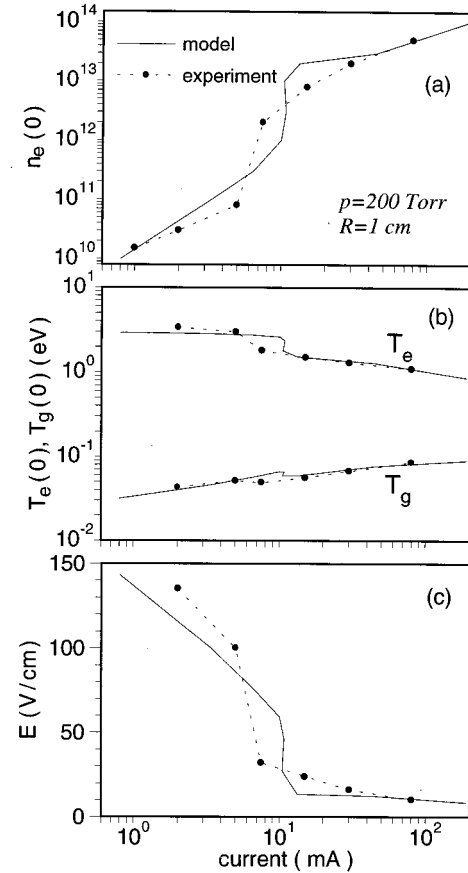 10^14
10^13
10^12
10^11
10^10
n_e(0)
model
experiment
(a)
p=200 Torr
R=1 cm
10^1
10^0
10^-1
10^-2
T_e(0), T_g(0) (eV)
(b)
T_e
T_g
150
100
50
0
E (V/cm)
(c)
10^0 10^1 10^2
current ( mA )